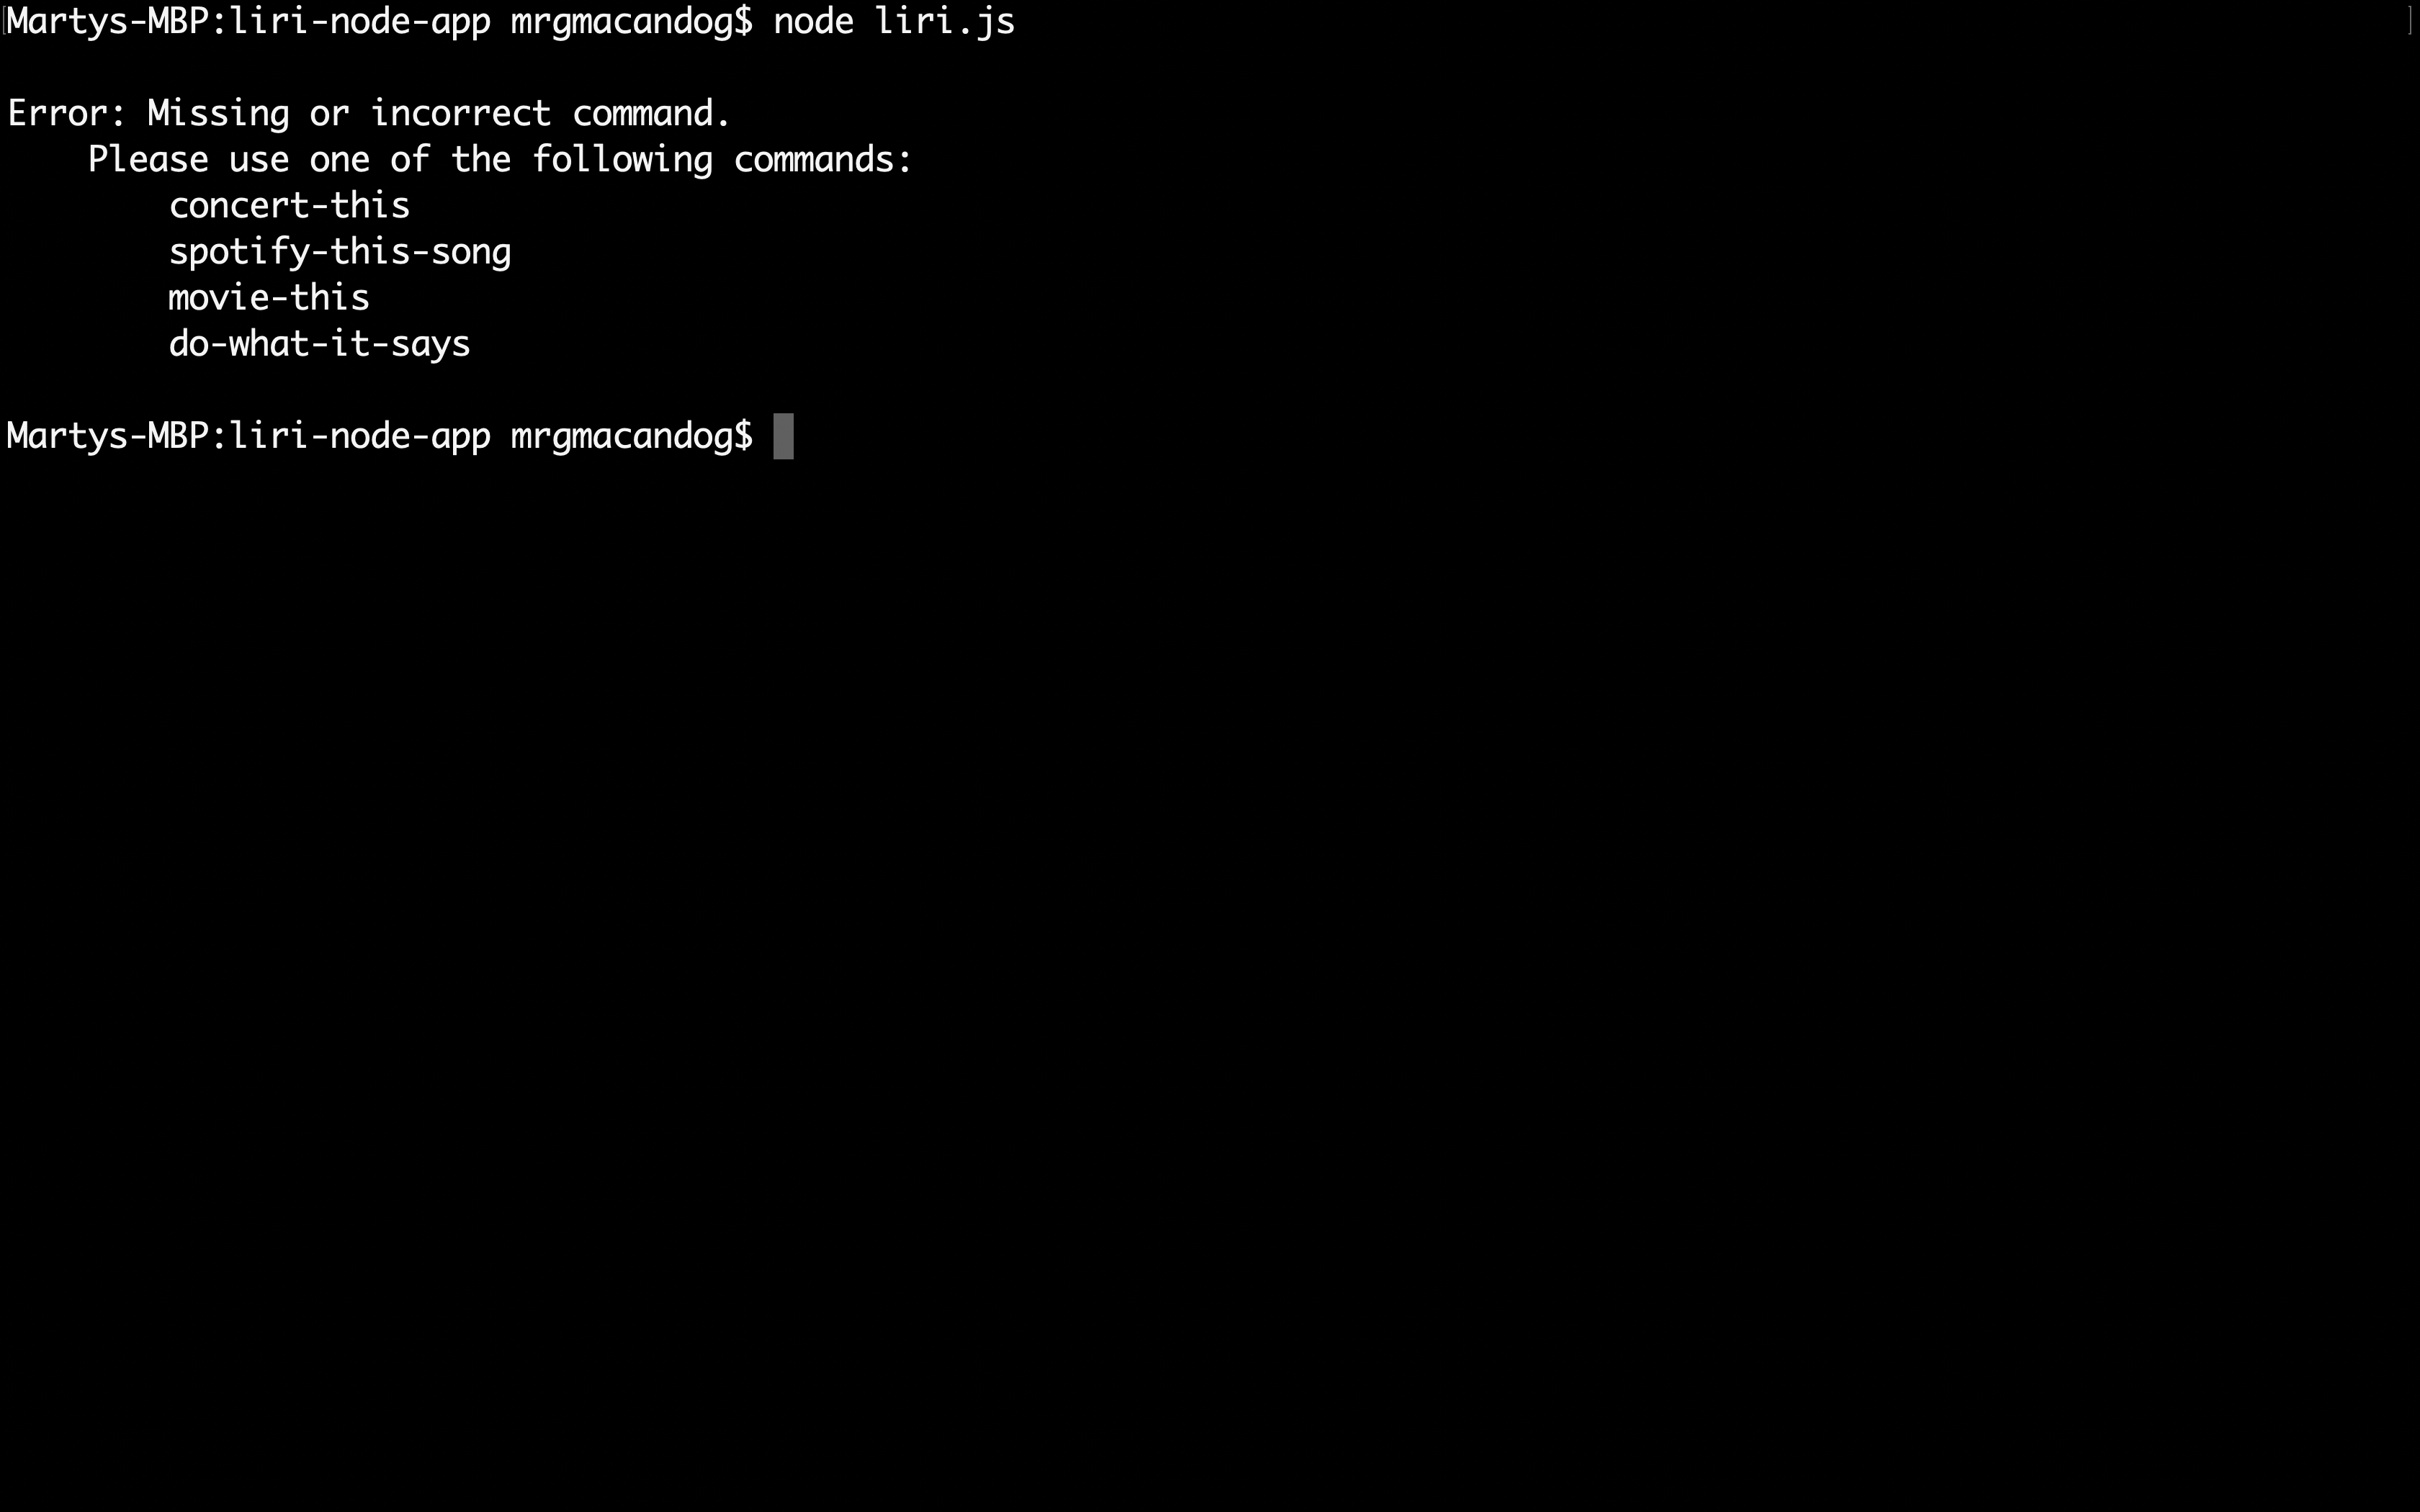 [Martys-MBP:liri-node-app mrgmacandog$ node liri.js ]
Error: Missing or incorrect command.
Please use one of the following commands:
concert-this
spotify-this-song
movie-this
do-what-it-says
Martys-MBP:liri-node-app mrgmacandog$